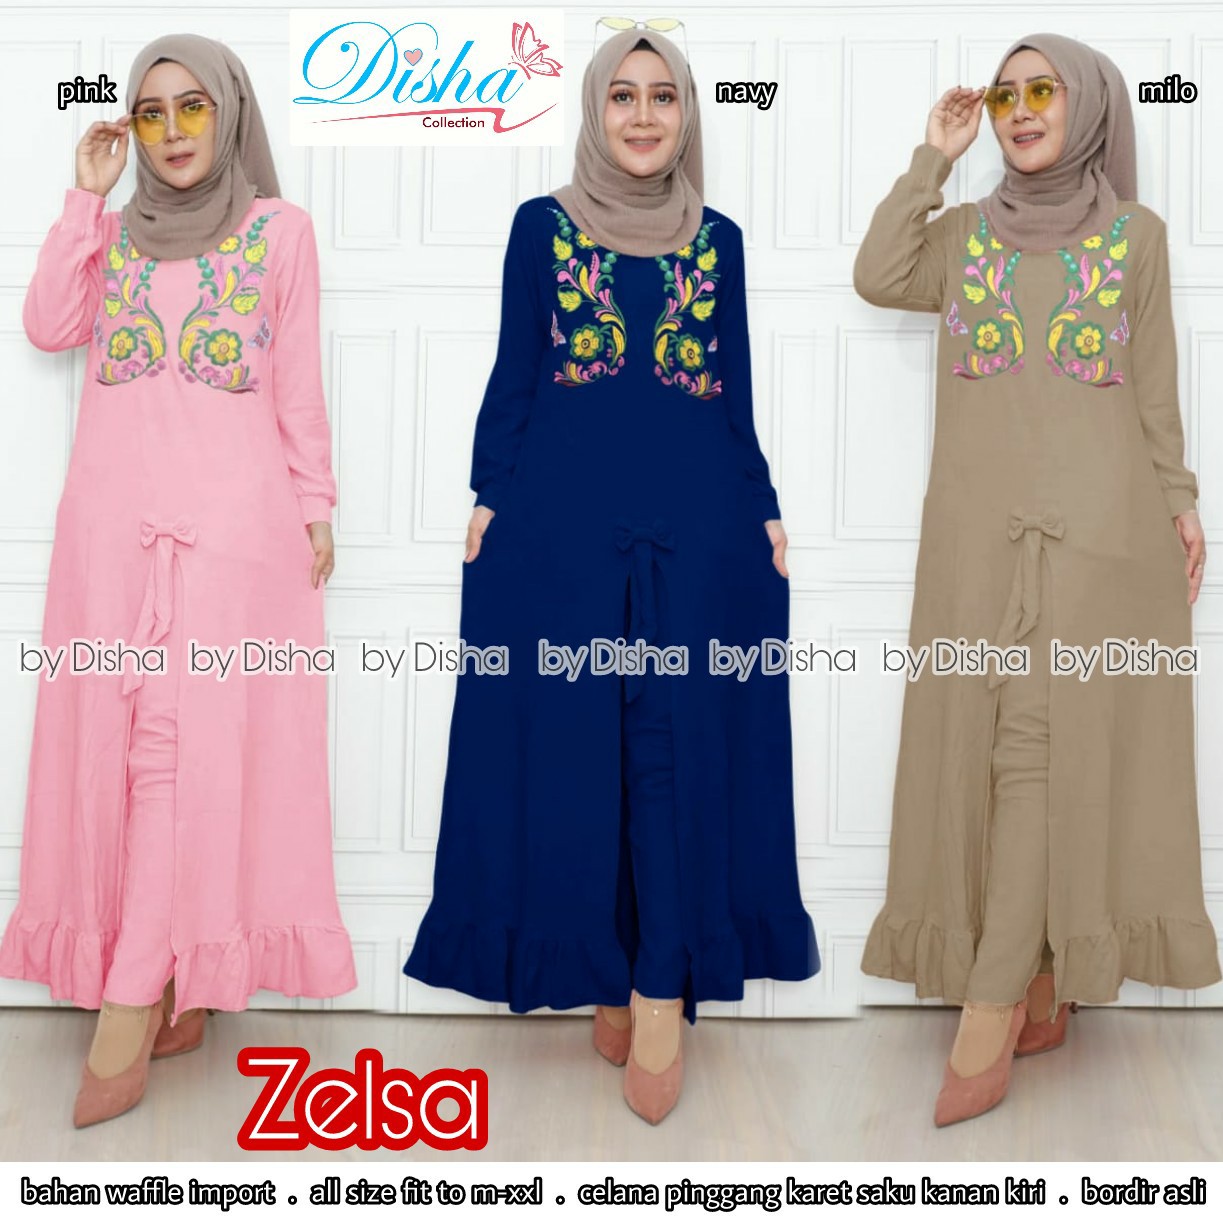 pink
Disha
Collection
navy
milo
by Disha by Disha by Disha by Disha by Disha by Disha by Disha
Zelsa
bahan waffle import . all size fit to m-xxl . celana pinggang karet saku kanan kiri . bordir asli